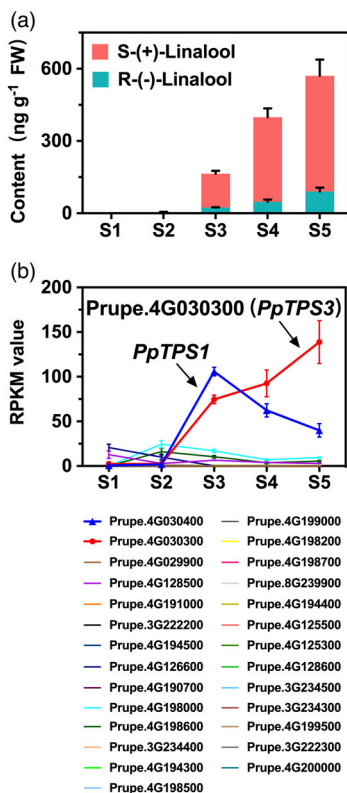 (a)
Content (ng g-1 FW)
600
300
0
S-(+)-Linalool
R-(-)-Linalool
S1 S2 S3 S4 S5
(b)
RPKM value
200
150
100
50
0
Prupe.4G030300 (PpTPS3)
PpTPS1
S1 S2 S3 S4 S5
Prupe.4G030400 Prupe.4G199000
Prupe.4G030300 Prupe.4G198200
Prupe.4G029900 Prupe.4G198700
Prupe.4G128500 Prupe.8G239900
Prupe.4G191000 Prupe.4G194400
Prupe.3G222200 Prupe.4G125500
Prupe.4G194500 Prupe.4G125300
Prupe.4G126600 Prupe.4G128600
Prupe.4G190700 Prupe.3G234500
Prupe.4G198000 Prupe.3G234300
Prupe.4G198600 Prupe.4G199500
Prupe.3G234400 Prupe.3G222300
Prupe.4G194300 Prupe.4G200000
Prupe.4G198500